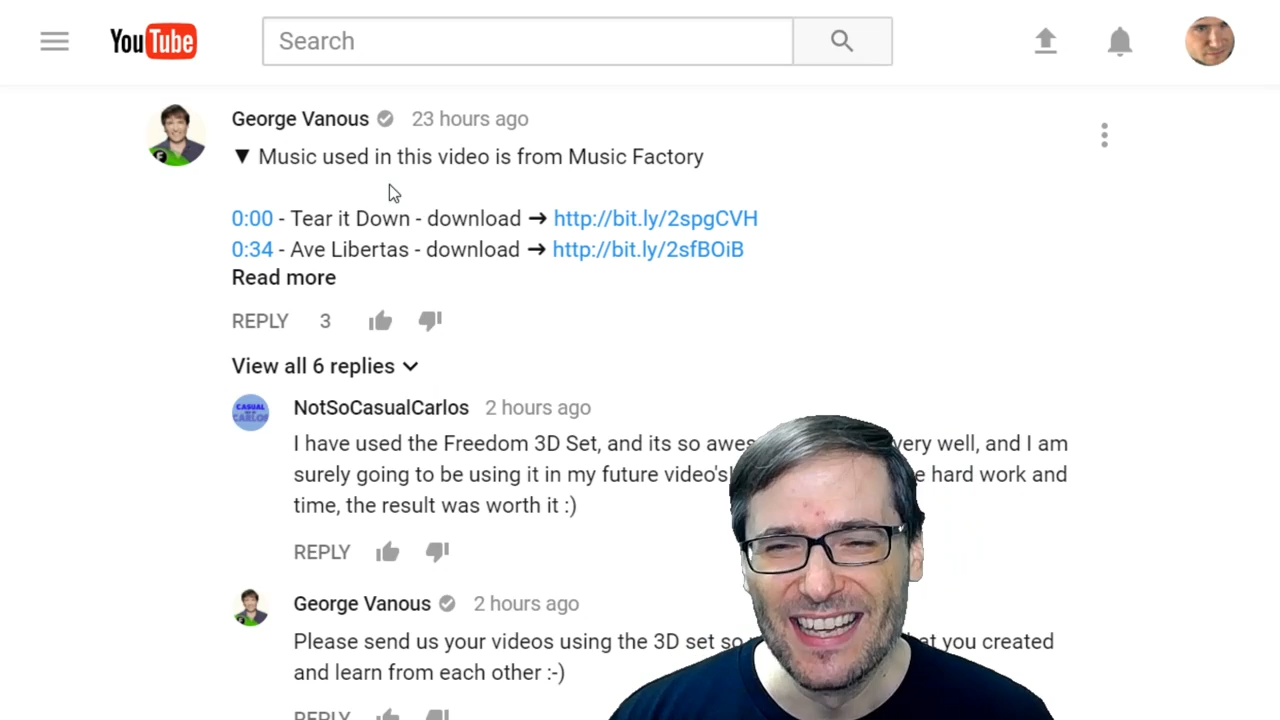 YouTube
Search
George Vanous 23 hours ago
▼ Music used in this video is from Music Factory
0:00 - Tear it Down - download ➔ http://bit.ly/2spgCVH
0:34 - Ave Libertas - download ➔ http://bit.ly/2sfBOiB
Read more
REPLY 3
View all 6 replies
CASUAL CARLOS
NotSoCasualCarlos 2 hours ago
I have used the Freedom 3D Set, and its so very well, and I am
surely going to be using it in my future video's hard work and
time, the result was worth it :)
REPLY
George Vanous 2 hours ago
Please send us your videos using the 3D set so you created
and learn from each other :-)
REPLY